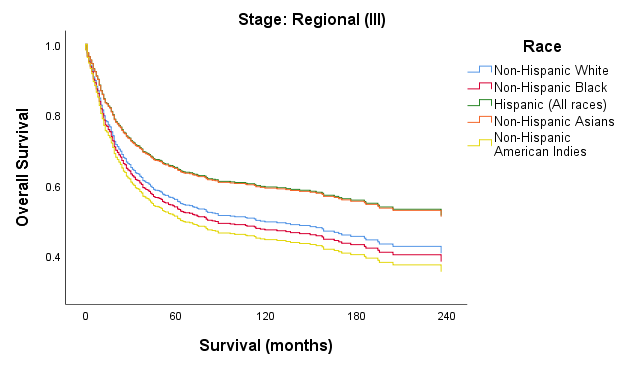 Stage: Regional (III)
Race
Non-Hispanic White
Non-Hispanic Black
Hispanic (All races)
Non-Hispanic Asians
Non-Hispanic
American Indies
Overall Survival
1.0
0.8
0.6
0.4
0 60 120 180 240
Survival (months)